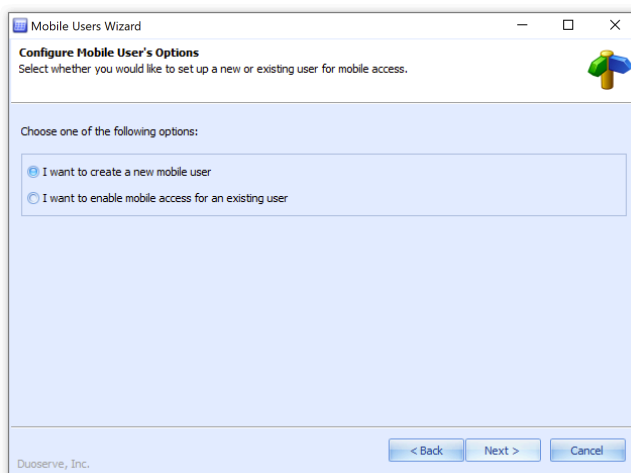 Mobile Users Wizard
Configure Mobile User's Options
Select whether you would like to set up a new or existing user for mobile access.
Choose one of the following options:
I want to create a new mobile user
I want to enable mobile access for an existing user
< Back Next > Cancel
Duoserve, Inc.